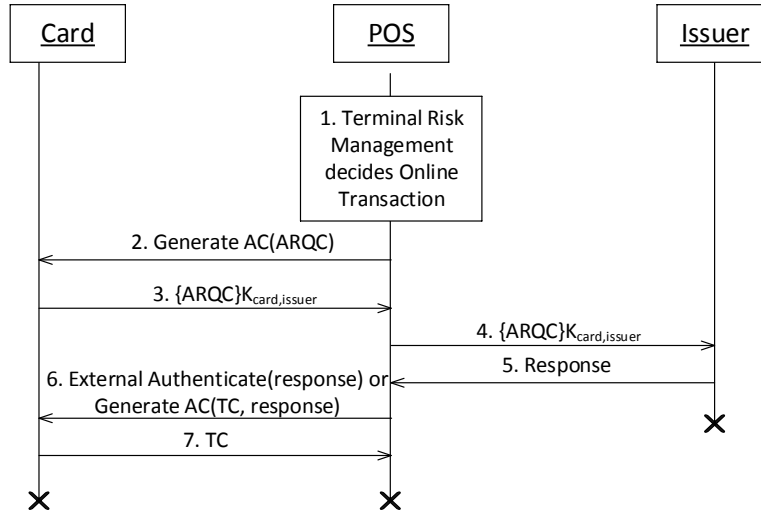 Card
POS
Issuer
1. Terminal Risk
Management
decides Online
Transaction
2. Generate AC(ARQC)
3. {ARQC}Kcard,issuer
4. {ARQC}Kcard,issuer
5. Response
6. External Authenticate(response) or
Generate AC(TC, response)
7. TC